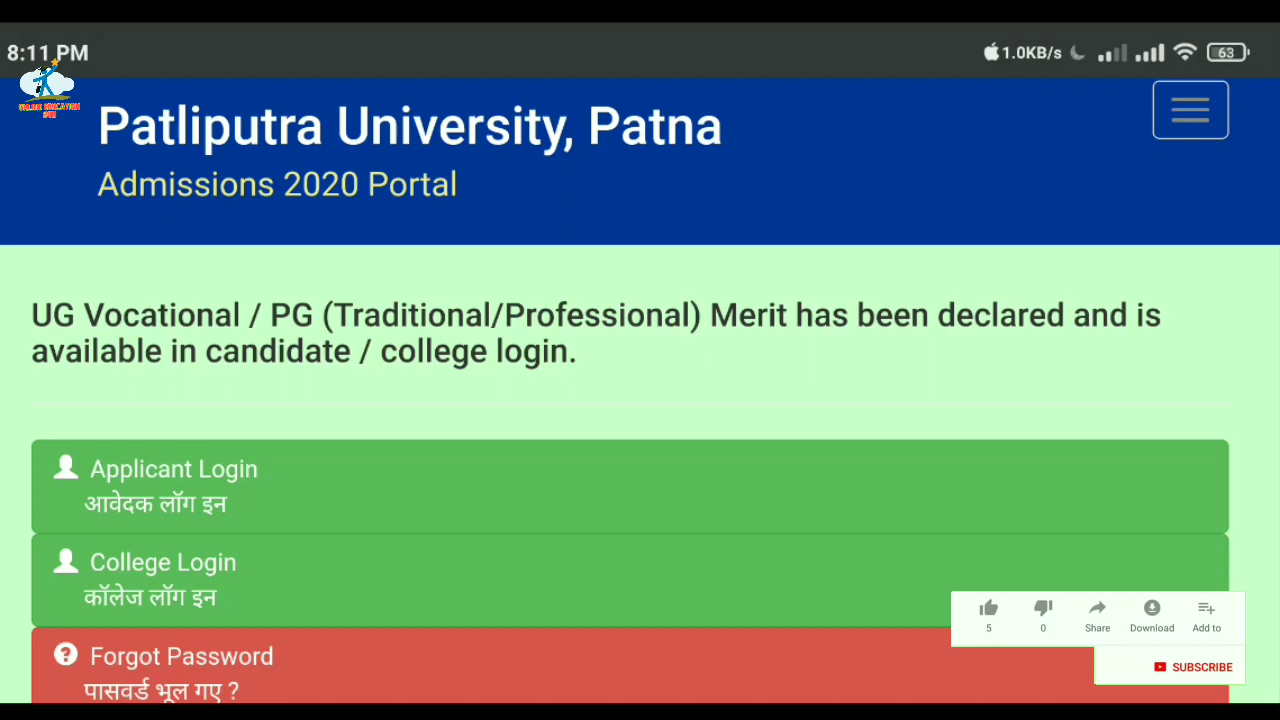 8:11 PM
1.0KB/s
63
Patliputra University, Patna
Admissions 2020 Portal
UG Vocational / PG (Traditional/Professional) Merit has been declared and is
available in candidate / college login.
Applicant Login
आवेदक लॉग इन
College Login
कॉलेज लॉग इन
Forgot Password
पासवर्ड भूल गए ?
5
0
Share
Download
Add to
SUBSCRIBE